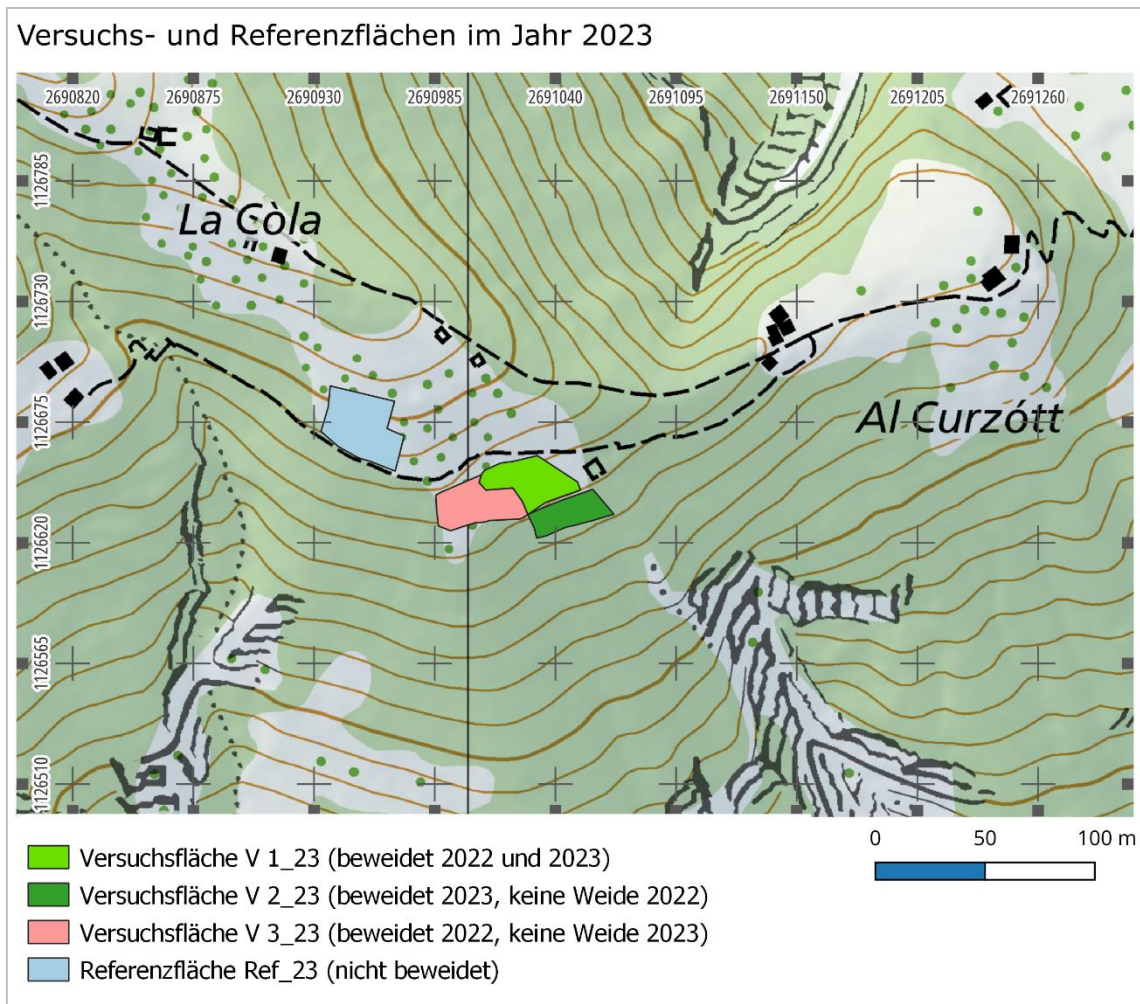 Versuchs- und Referenzflächen im Jahr 2023
2690820 2690875 2690930 2690985 2691040 2691095 2691150 2691205 2691260
1126785
La Còla
1126730
1126675
Al Curzótt
1126620
1126565
1126510
Versuchsfläche V 1_23 (beweidet 2022 und 2023)
Versuchsfläche V 2_23 (beweidet 2023, keine Weide 2022)
Versuchsfläche V 3_23 (beweidet 2022, keine Weide 2023)
Referenzfläche Ref_23 (nicht beweidet)
0 50 100 m